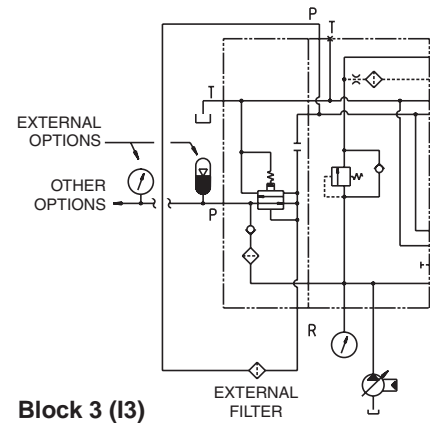 P
T
T
EXTERNAL
OPTIONS
OTHER
OPTIONS
P
R
EXTERNAL
FILTER
Block 3 (I3)